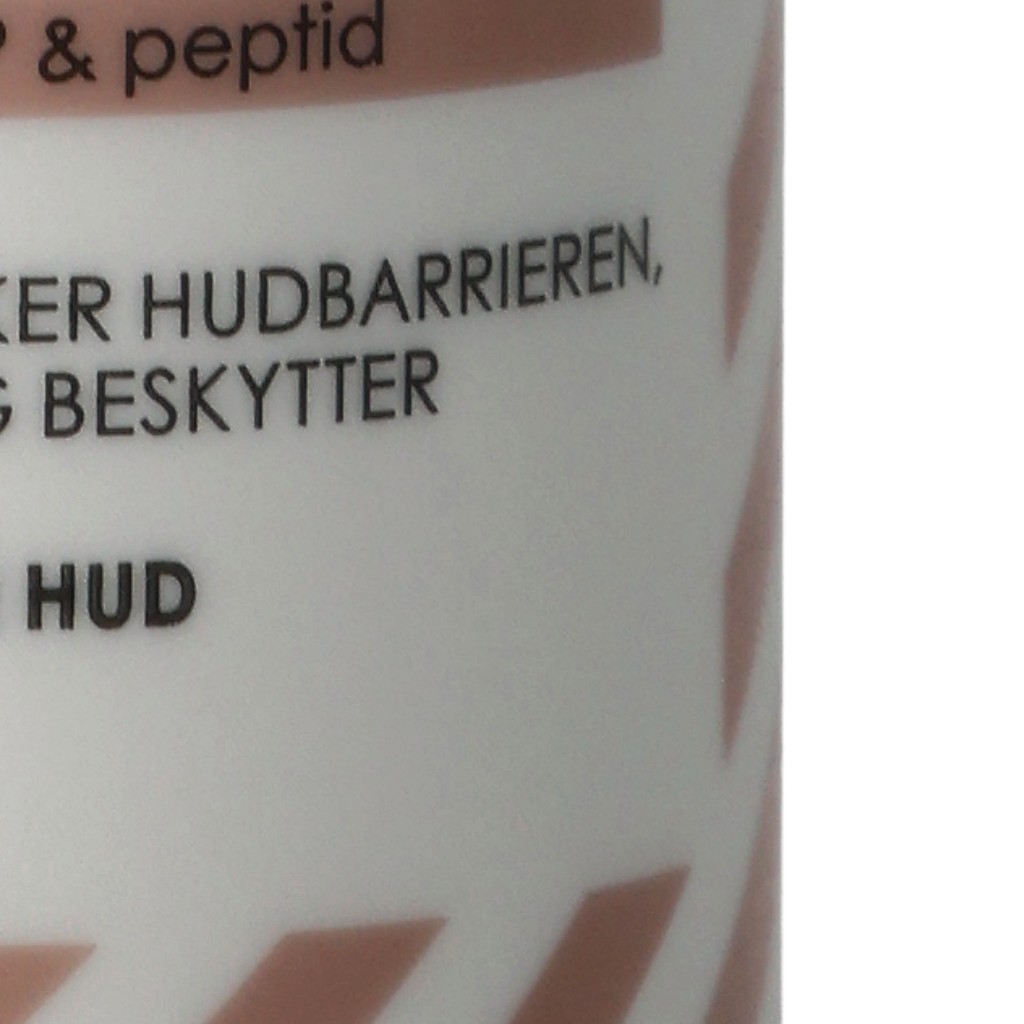 & peptid
KER HUDBARRIEREN,
G BESKYTTER
HUD